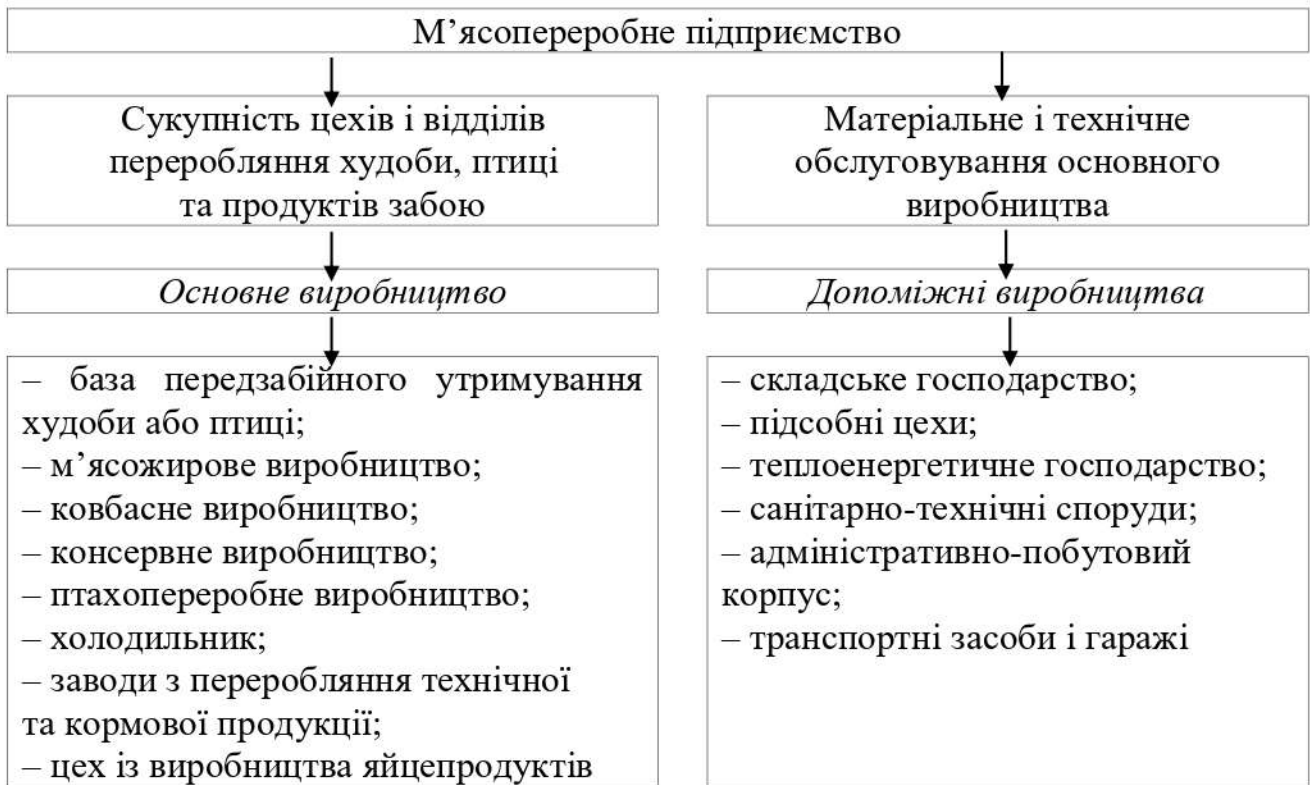 М’ясопереробне підприємство
Сукупність цехів і відділів
переробляння худоби, птиці
та продуктів забою
Матеріальне і технічне
обслуговування основного
виробництва
Основне виробництво
Допоміжні виробництва
– база передзабійного утримування
худоби або птиці;
– м’ясожирове виробництво;
– ковбасне виробництво;
– консервне виробництво;
– птахопереробне виробництво;
– холодильник;
– заводи з переробляння технічної
та кормової продукції;
– цех із виробництва яйцепродуктів
– складське господарство;
– підсобні цехи;
– теплоенергетичне господарство;
– санітарно-технічні споруди;
– адміністративно-побутовий
корпус;
– транспортні засоби і гаражі